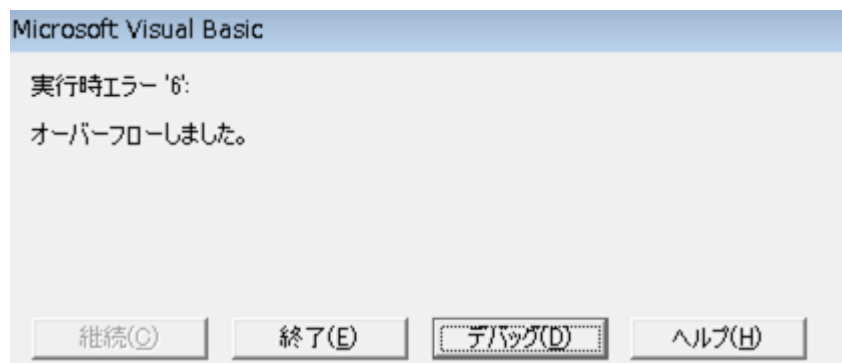 Microsoft Visual Basic
実行時エラー '6':
オーバーフローしました。
継続(C) 終了(E) デバッグ(D) ヘルプ(H)